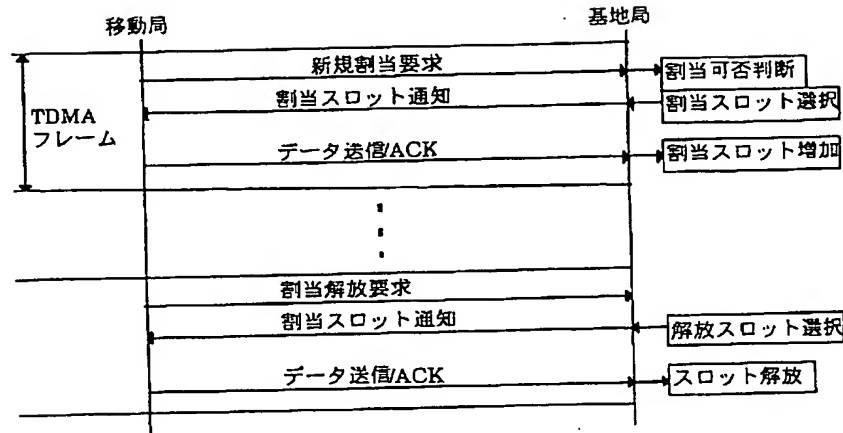 移動局
基地局
新規割当要求
割当可否判断
割当スロット通知
割当スロット選択
TDMA
フレーム
データ送信/ACK
割当スロット増加
割当解放要求
割当スロット通知
解放スロット選択
データ送信/ACK
スロット解放